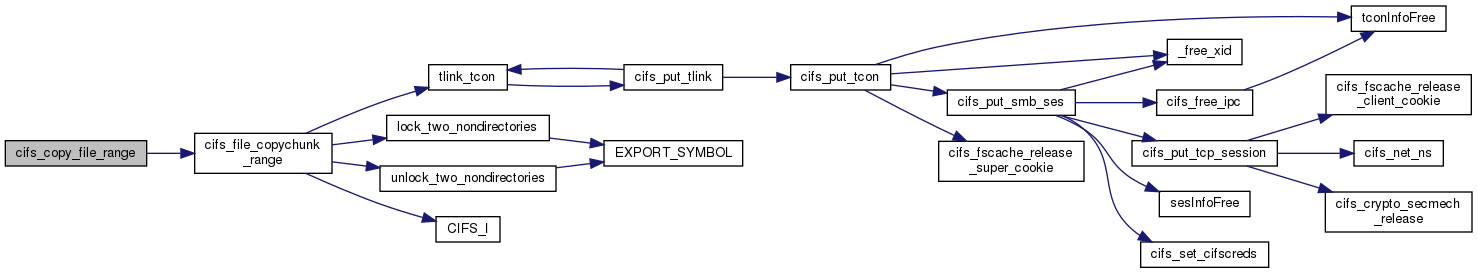 cifs_copy_file_range
cifs_file_copychunk
_range
tlink_tcon
lock_two_nondirectories
unlock_two_nondirectories
CIFS_I
cifs_put_tlink
EXPORT_SYMBOL
cifs_put_tcon
cifs_put_smb_ses
cifs_fscache_release
_super_cookie
tconInfoFree
_free_xid
cifs_free_ipc
cifs_put_tcp_session
sesInfoFree
cifs_set_cifscreds
cifs_fscache_release
_client_cookie
cifs_net_ns
cifs_crypto_secmech
_release